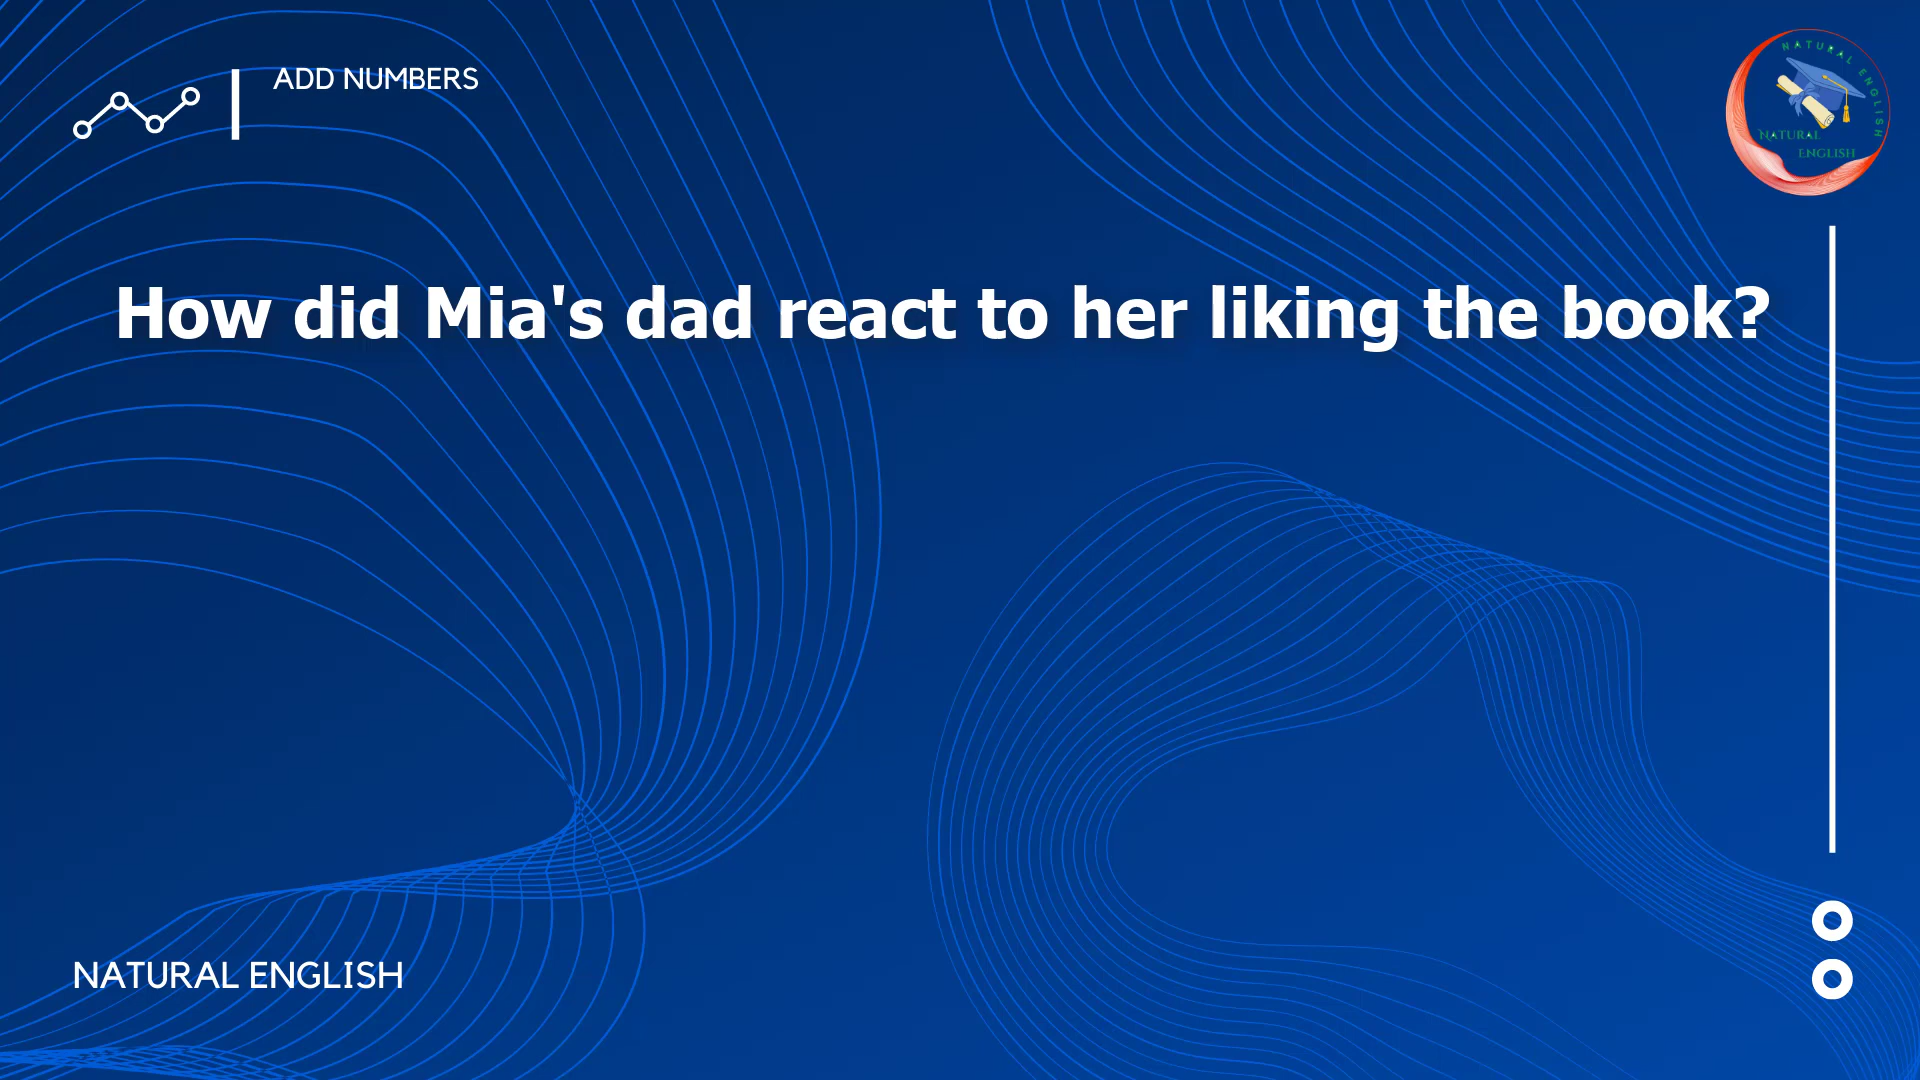 ADD NUMBERS
NATURAL ENGLISH
NATURAL
ENGLISH
How did Mia's dad react to her liking the book?
NATURAL ENGLISH